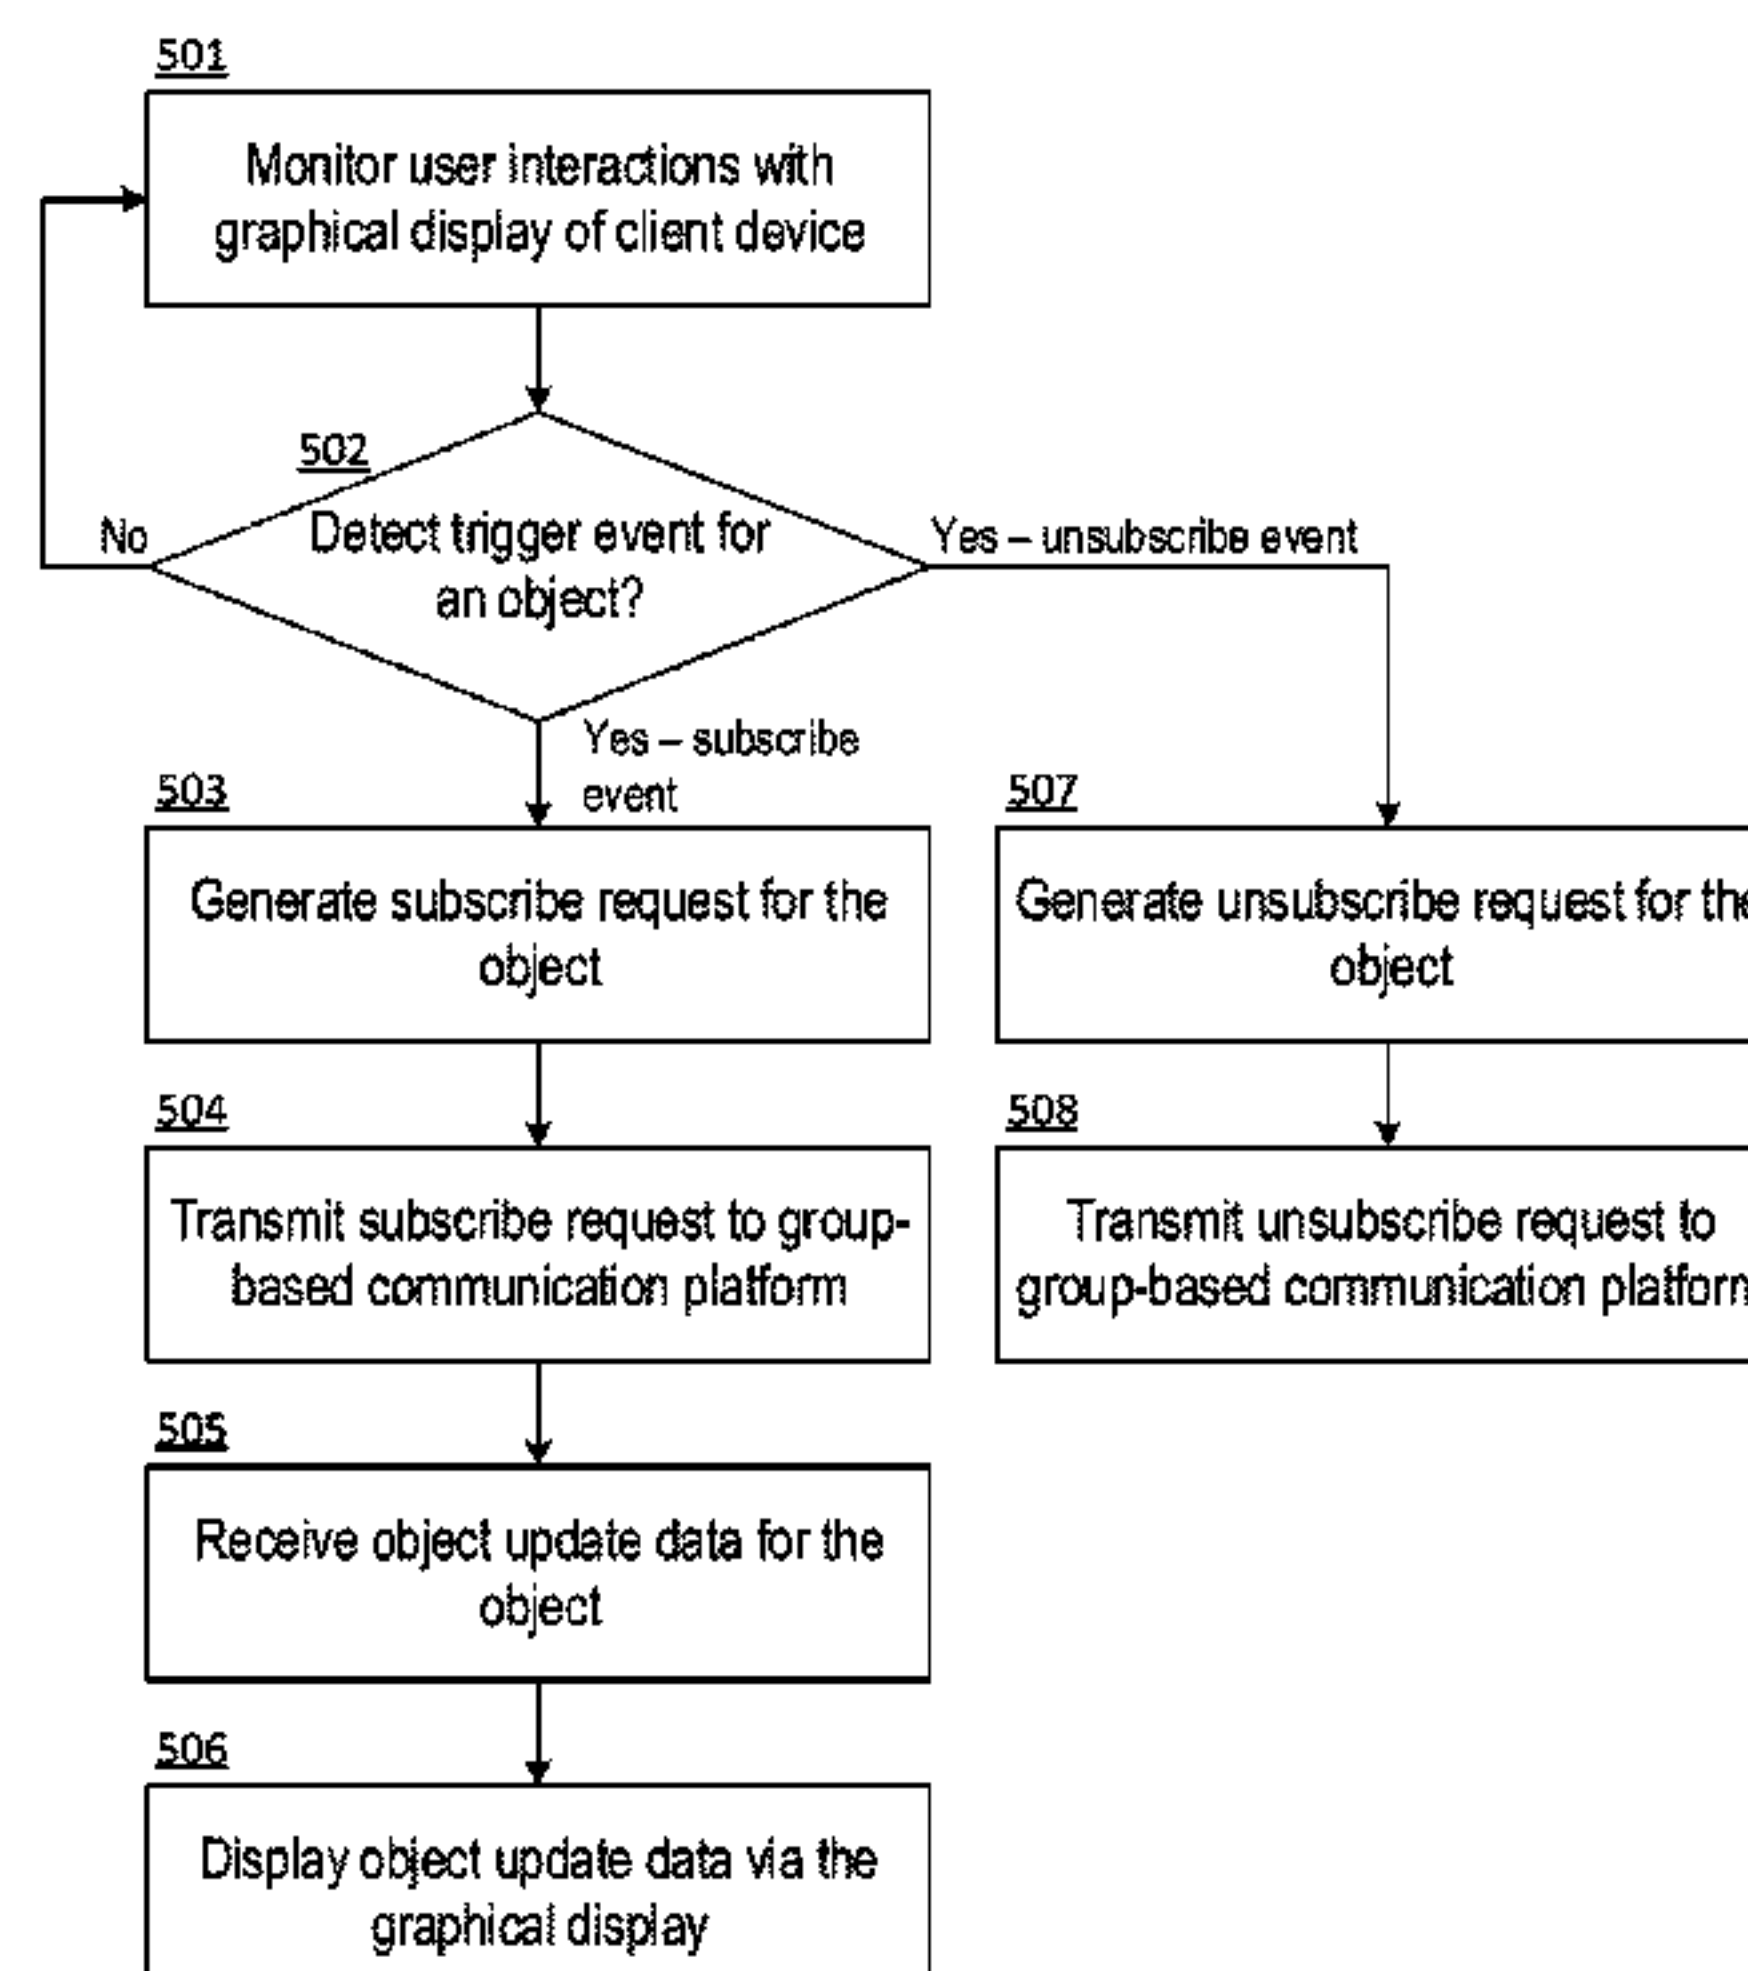 501
Monitor user interactions with
graphical display of client device
502
No
Detect trigger event for
an object?
Yes – unsubscribe event
Yes – subscribe
event
503
Generate subscribe request for the
object
507
Generate unsubscribe request for the
object
504
Transmit subscribe request to group-
based communication platform
508
Transmit unsubscribe request to
group-based communication platform
505
Receive object update data for the
object
506
Display object update data via the
graphical display